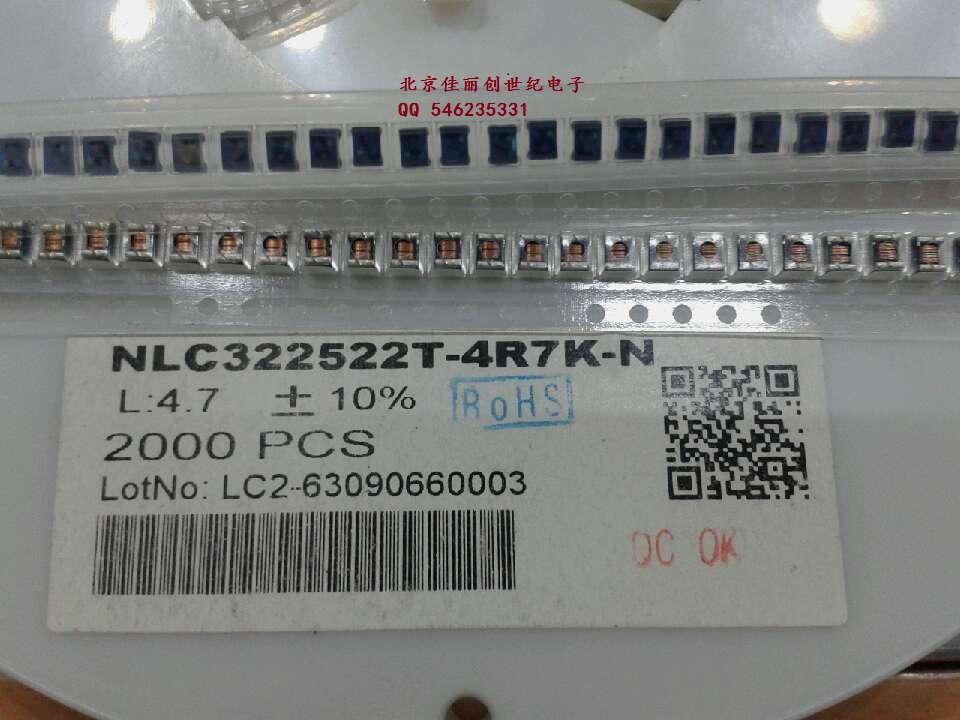 北京佳丽创世纪电子
QQ 546235331
NLC322522T-4R7K-N
L:4.7 ± 10%
RoHS
2000 PCS
LotNo: LC2-63090660003
QC OK